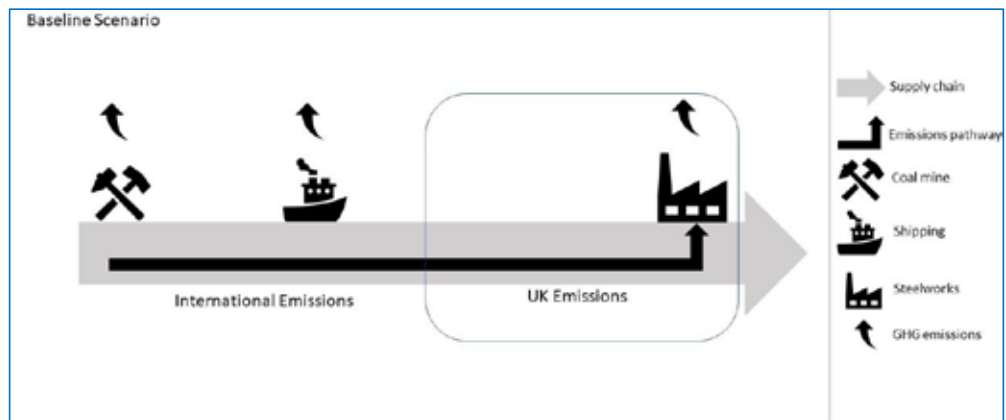 Baseline Scenario
International Emissions
UK Emissions
Supply chain
Emissions pathway
Coal mine
Shipping
Steelworks
GHG emissions